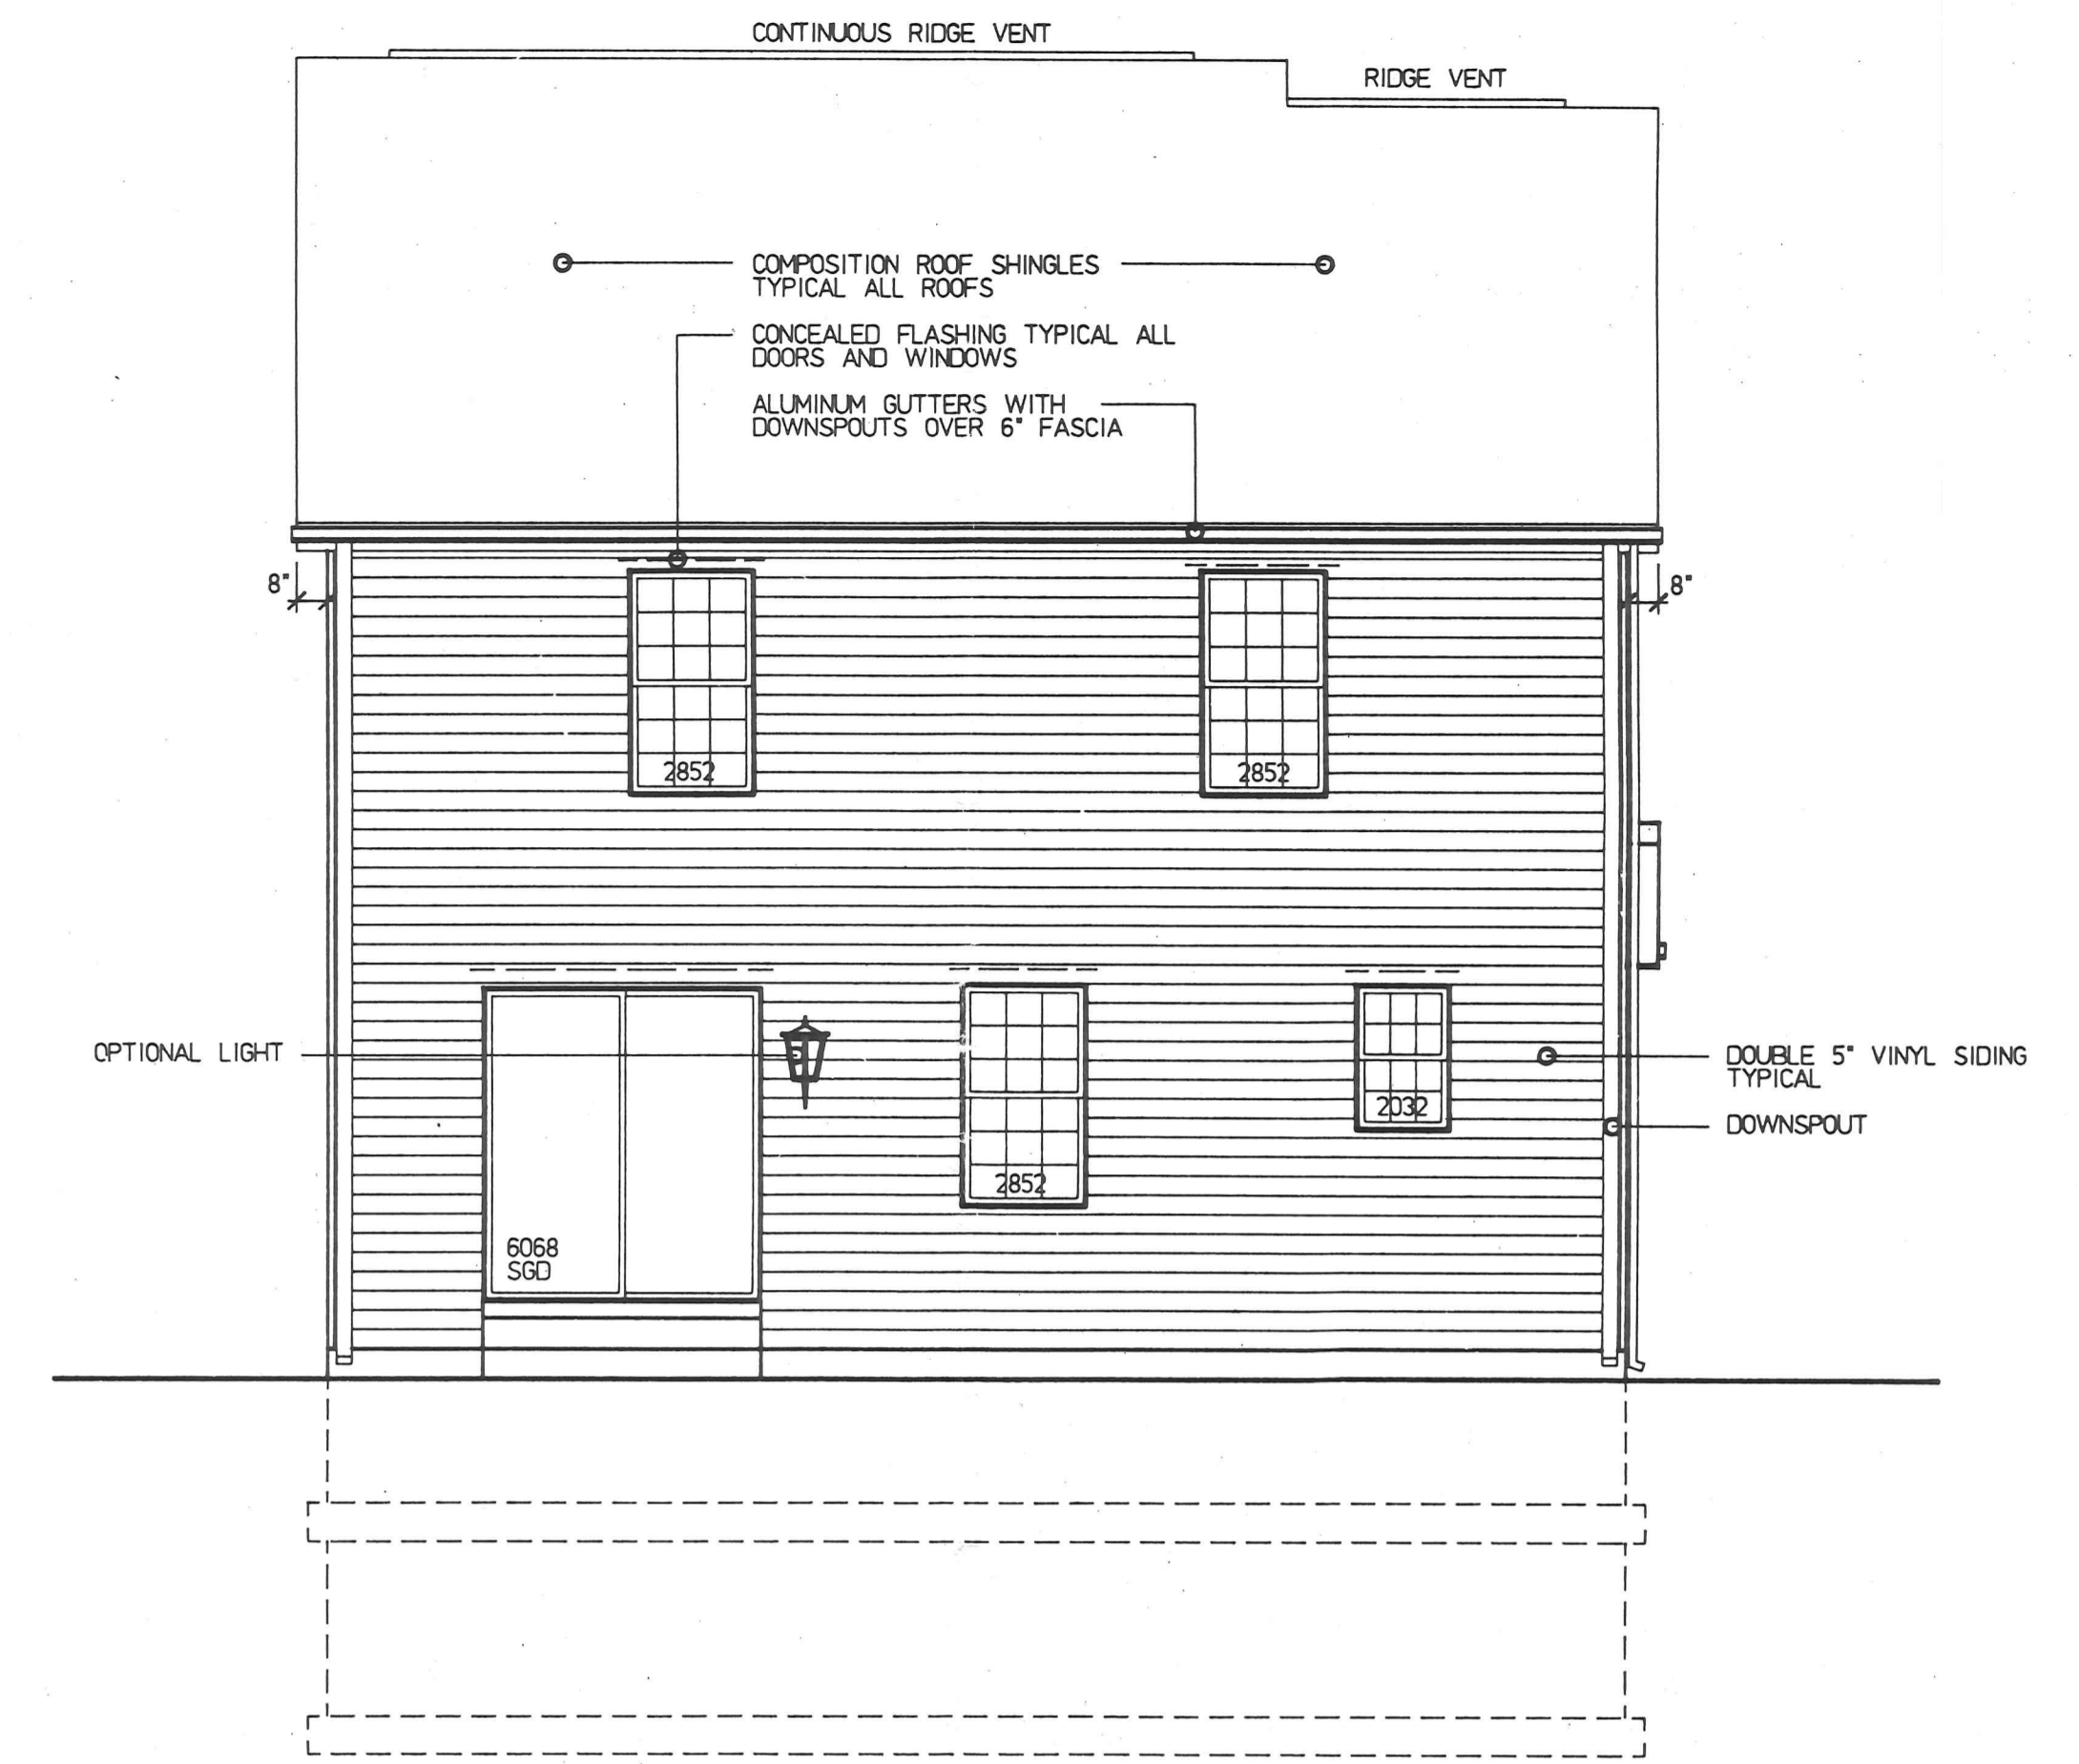 CONTINUOUS RIDGE VENT
RIDGE VENT
COMPOSITION ROOF SHINGLES
TYPICAL ALL ROOFS
CONCEALED FLASHING TYPICAL ALL
DOORS AND WINDOWS
ALUMINUM GUTTERS WITH
DOWNSPOUTS OVER 6" FASCIA
8"
8"
2852
2852
OPTIONAL LIGHT
DOUBLE 5" VINYL SIDING
TYPICAL
2032
DOWNSPOUT
2852
6068
SGD